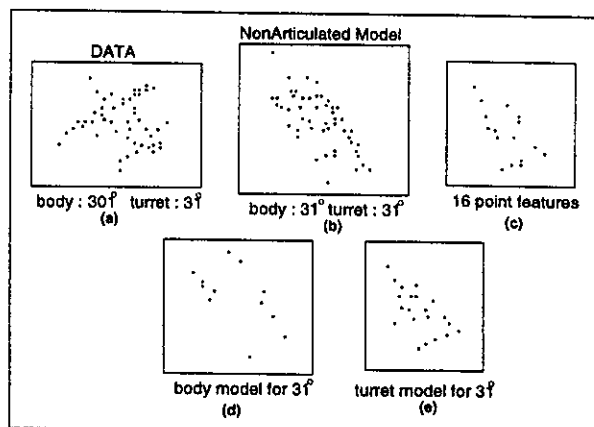 DATA
NonArticulated Model
body : 301° turret : 31°
(a)
body : 31° turret : 31°
(b)
16 point features
(c)
body model for 31°
(d)
turret model for 31°
(e)